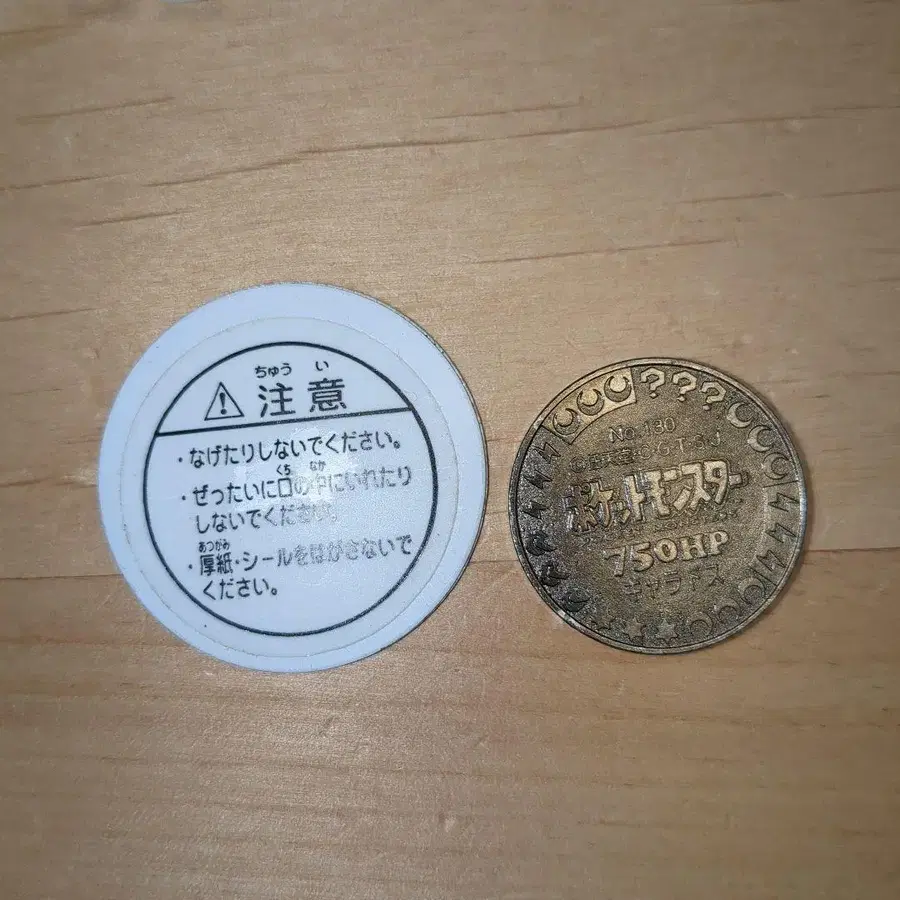 ちゅう い
⚠ 注意
・なげたりしないでください。
くち なか
・ぜったいに口の中にいれたり
しないでください。
あつがみ
・厚紙・シールをはがさないで
ください。
??? 
No.130
ポケットモンスター
750HP
ギャラドス